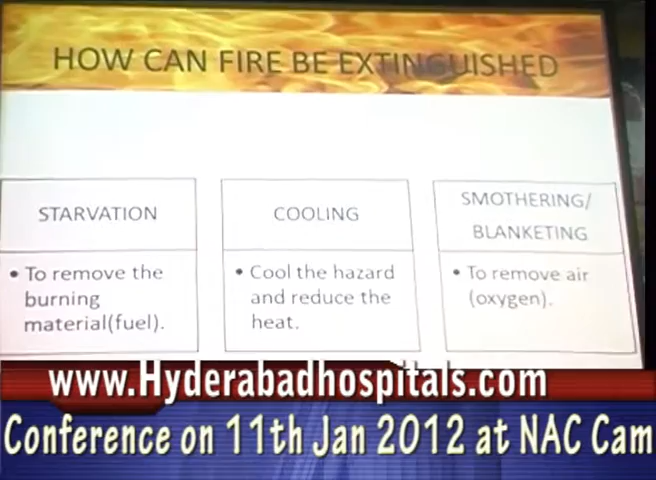 HOW CAN FIRE BE EXTINGUISHED
STARVATION
• To remove the
burning
material(fuel).
COOLING
• Cool the hazard
and reduce the
heat.
SMOTHERING/
BLANKETING
• To remove air
(oxygen).
www.Hyderabadhospitals.com
Conference on 11th Jan 2012 at NAC Cam